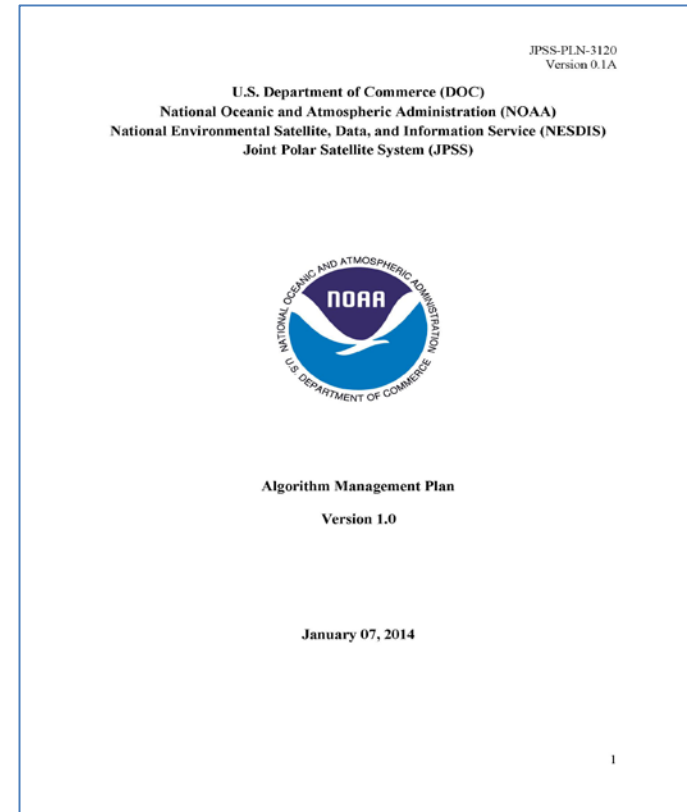 JPSS-PLN-3120
Version 0.1A
U.S. Department of Commerce (DOC)
National Oceanic and Atmospheric Administration (NOAA)
National Environmental Satellite, Data, and Information Service (NESDIS)
Joint Polar Satellite System (JPSS)
NATIONAL OCEANIC AND ATMOSPHERIC ADMINISTRATION
NOAA
U.S. DEPARTMENT OF COMMERCE
Algorithm Management Plan
Version 1.0
January 07, 2014
1